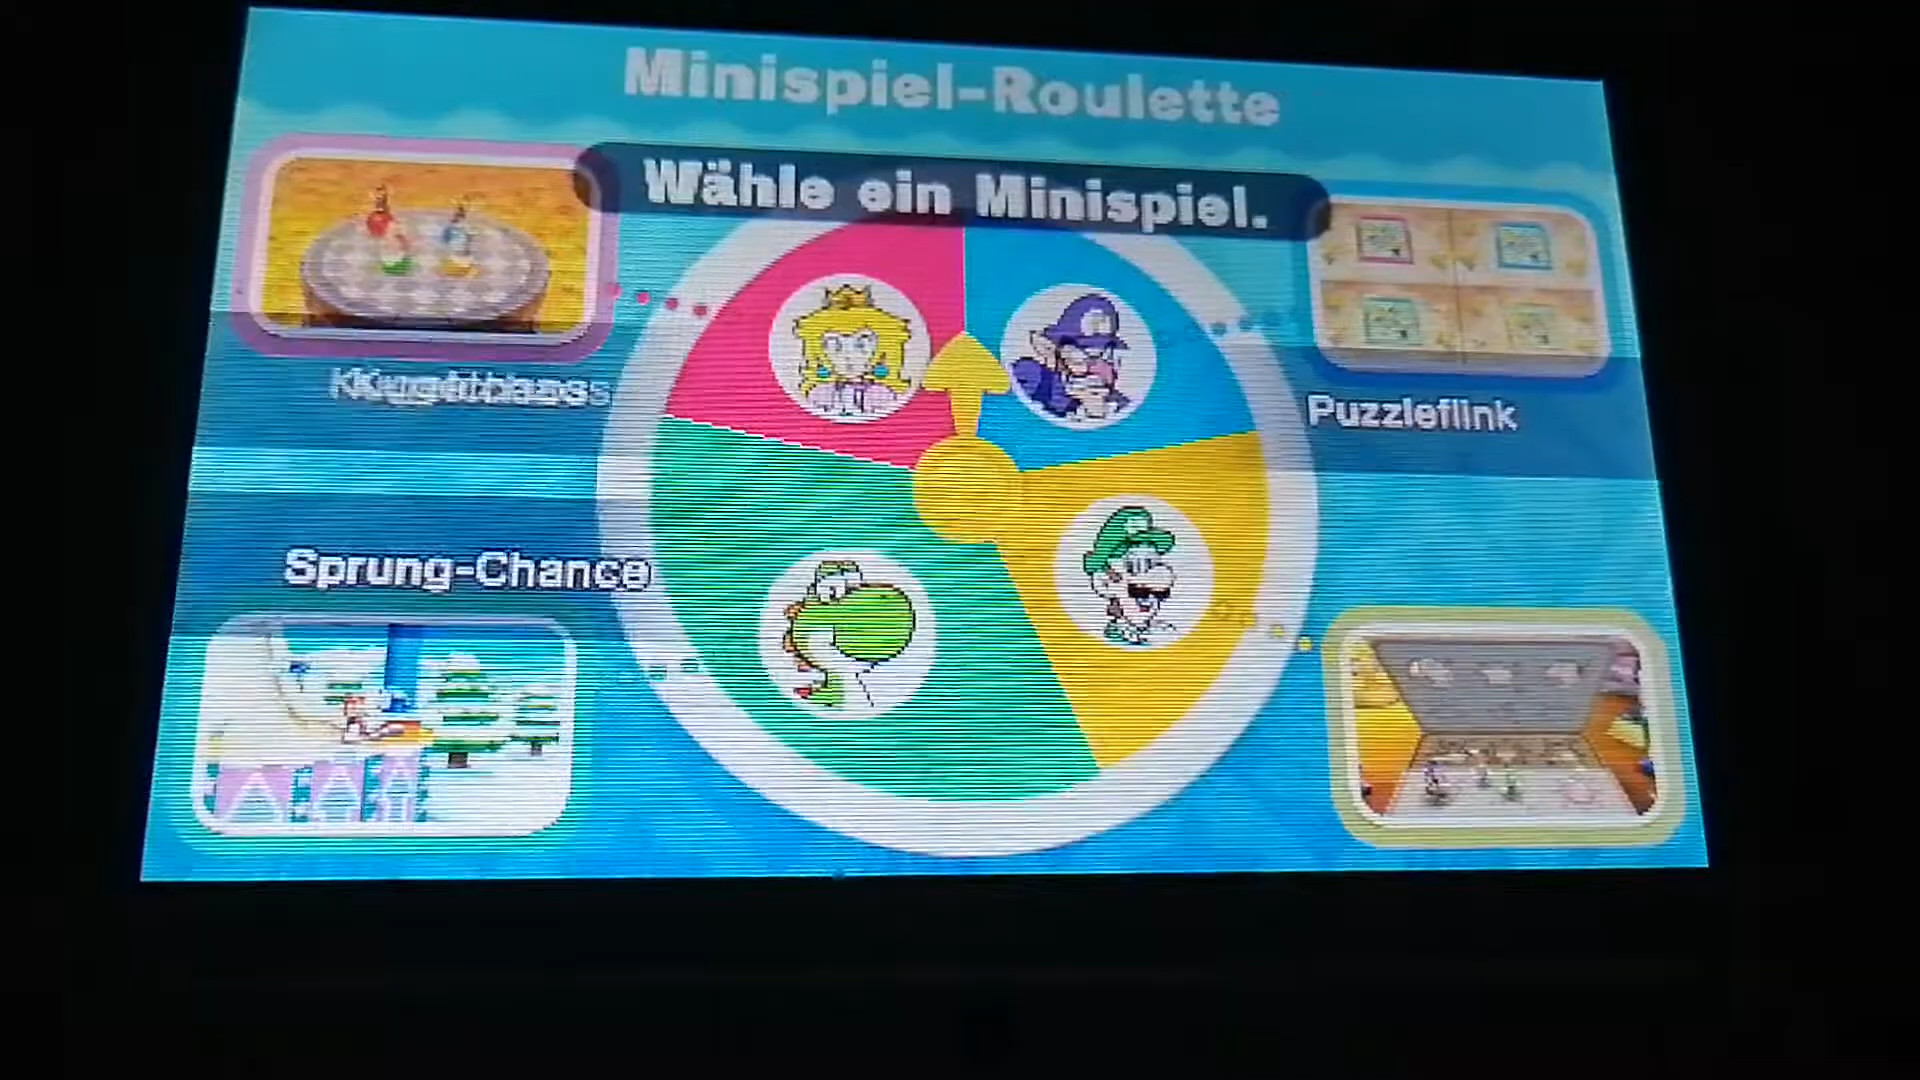 Minispiel-Roulette
Wähle ein Minispiel.
Puzzleflink
Sprung-Chance